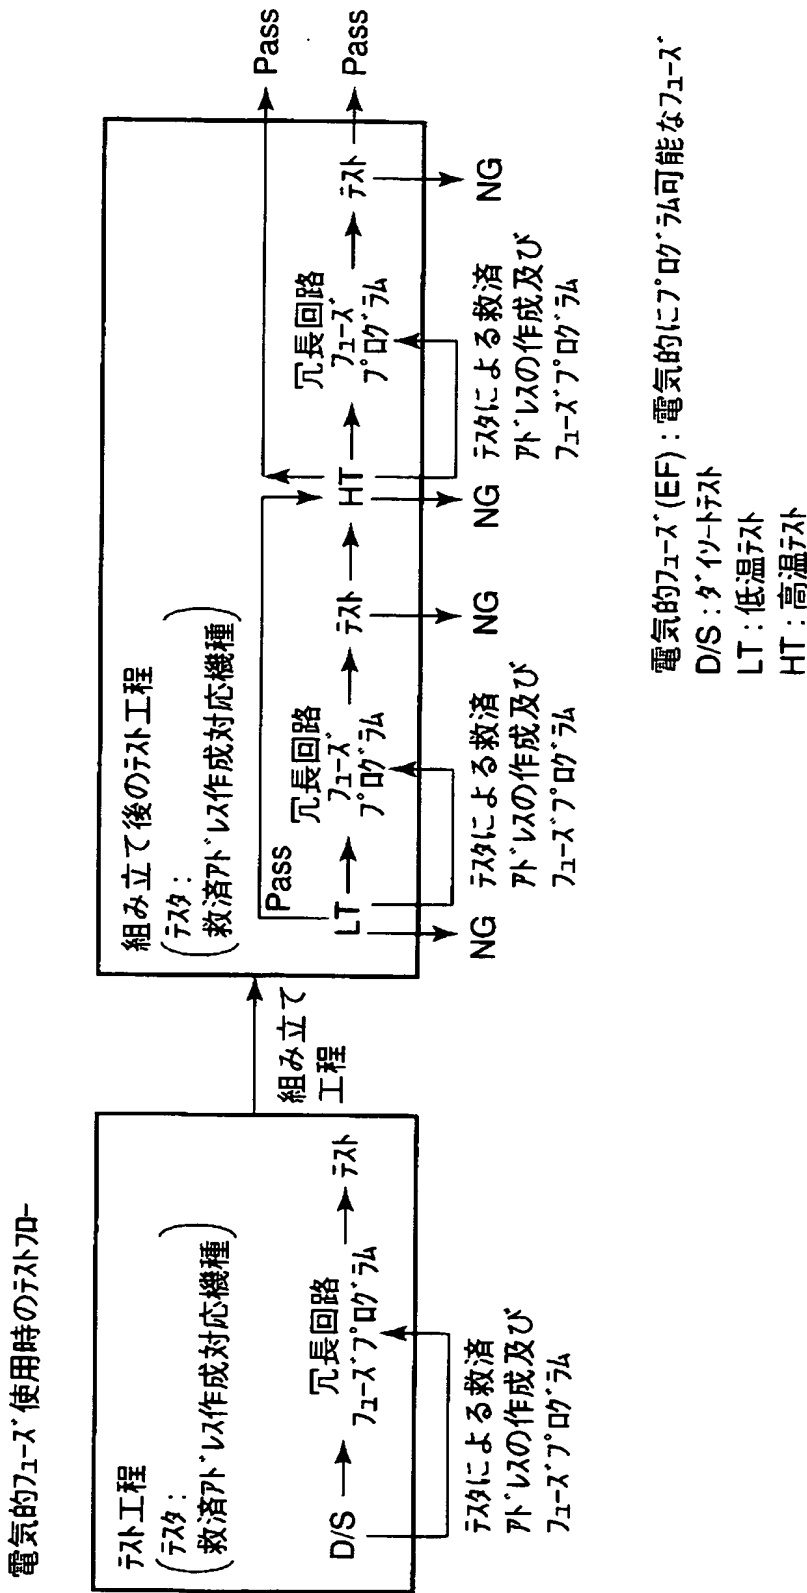 電気的ﾌｭｰｽﾞ使用時のﾃｽﾄﾌﾛｰ
ﾃｽﾄ工程
(ﾃｽﾀ:
救済ｱﾄﾞﾚｽ作成対応機種)
D/S
冗長回路
ﾌｭｰｽﾞﾌﾟﾛｸﾞﾗﾑ
ﾃｽﾄ
ﾃｽﾀによる救済
ｱﾄﾞﾚｽの作成及び
ﾌｭｰｽﾞﾌﾟﾛｸﾞﾗﾑ
組み立て
工程
組み立て後のﾃｽﾄ工程
(ﾃｽﾀ:
救済ｱﾄﾞﾚｽ作成対応機種)
Pass
LT
NG
冗長回路
ﾌｭｰｽﾞ
ﾌﾟﾛｸﾞﾗﾑ
ﾃｽﾀによる救済
ｱﾄﾞﾚｽの作成及び
ﾌｭｰｽﾞﾌﾟﾛｸﾞﾗﾑ
ﾃｽﾄ
NG
HT
NG
冗長回路
ﾌｭｰｽﾞ
ﾌﾟﾛｸﾞﾗﾑ
ﾃｽﾀによる救済
ｱﾄﾞﾚｽの作成及び
ﾌｭｰｽﾞﾌﾟﾛｸﾞﾗﾑ
ﾃｽﾄ
NG
Pass
Pass
電気的ﾌｭｰｽﾞ(EF):電気的にﾌﾟﾛｸﾞﾗﾑ可能なﾌｭｰｽﾞ
D/S:ﾀﾞｲｿｰﾄﾃｽﾄ
LT:低温ﾃｽﾄ
HT:高温ﾃｽﾄ